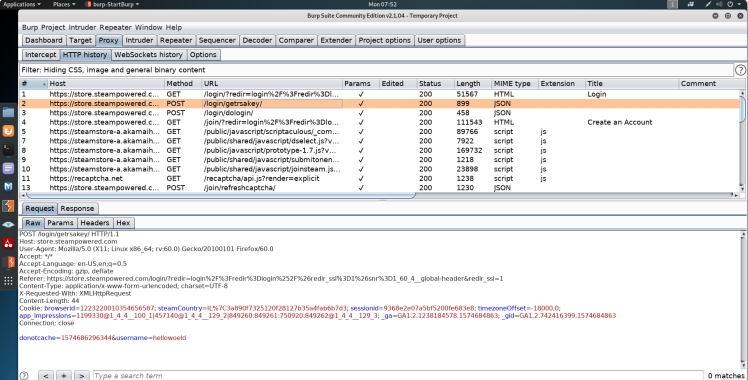 Applications ▾ Places ▾ burp-StartBurp ▾ Mon 07:52 1
Burp Suite Community Edition v2.1.04 - Temporary Project
Burp Project Intruder Repeater Window Help
Dashboard Target Proxy Intruder Repeater Sequencer Decoder Comparer Extender Project options User options
Intercept HTTP history WebSockets history Options
Filter: Hiding CSS, image and general binary content
# Host Method URL Params Edited Status Length MIME type Extension Title Comment
1 https://store.steampowered.c... GET /login/?redir=login%2F%3Fredir%3Dl... ✓ 200 51567 HTML Login
2 https://store.steampowered.c... POST /login/getrsakey/ ✓ 200 899 JSON
3 https://store.steampowered.c... POST /login/dologin/ ✓ 200 458 JSON
4 https://store.steampowered.c... GET /join/?redir=login%2F%3Fredir%3Dlo... ✓ 200 111543 HTML Create an Account
5 https://steamstore-a.akamaih... GET /public/javascript/scriptaculous/_com... ✓ 200 89766 script js
6 https://steamstore-a.akamaih... GET /public/shared/javascript/dselect.js?v... ✓ 200 7922 script js
7 https://steamstore-a.akamaih... GET /public/javascript/prototype-1.7.js?v... ✓ 200 169732 script js
9 https://steamstore-a.akamaih... GET /public/shared/javascript/submitonen... ✓ 200 1218 script js
10 https://steamstore-a.akamaih... GET /public/shared/javascript/joinsteam.js... ✓ 200 23898 script js
11 https://recaptcha.net GET /recaptcha/api.js?render=explicit ✓ 200 1238 script js
13 https://store.steampowered.c... POST /join/refreshcaptcha/ ✓ 200 1230 JSON
Request Response
Raw Params Headers Hex
POST /login/getrsakey/ HTTP/1.1
Host: store.steampowered.com
User-Agent: Mozilla/5.0 (X11; Linux x86_64; rv:60.0) Gecko/20100101 Firefox/60.0
Accept: */*
Accept-Language: en-US,en;q=0.5
Accept-Encoding: gzip, deflate
Referer: https://store.steampowered.com/login/?redir=login%2F%3Fredir%3Dlogin%252F%26redir_ssl%3D1%26snr%3D1_60_4__global-header&redir_ssl=1
Content-Type: application/x-www-form-urlencoded; charset=UTF-8
X-Requested-With: XMLHttpRequest
Content-Length: 44
Cookie: browserid=1223220010354656587; steamCountry=IL%7C3a890f7325120f28127b35a4fab6b7d3; sessionid=9368e2e07a5bf5200fe683e8; timezoneOffset=-18000,0;
app_impressions=1199330@1_4_4__100_1|457140@1_4_4__129_2|849260:849261:750920:849262@1_4_4__129_3; _ga=GA1.2.1238184578.1574684863; _gid=GA1.2.742416399.1574684863
Connection: close
donotcache=1574686296344&username=hellowoeld
? < + > Type a search term 0 matches